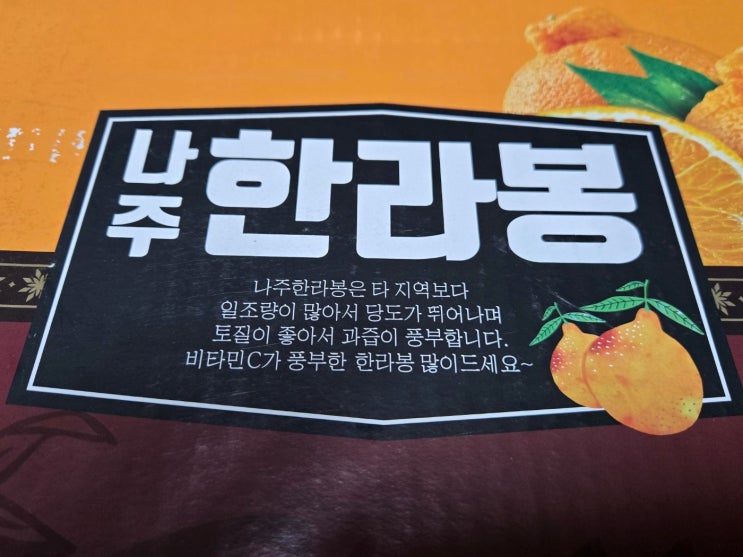 나주 한라봉
나주한라봉은 타 지역보다
일조량이 많아서 당도가 뛰어나며
토질이 좋아서 과즙이 풍부합니다.
비타민C가 풍부한 한라봉 많이드세요~